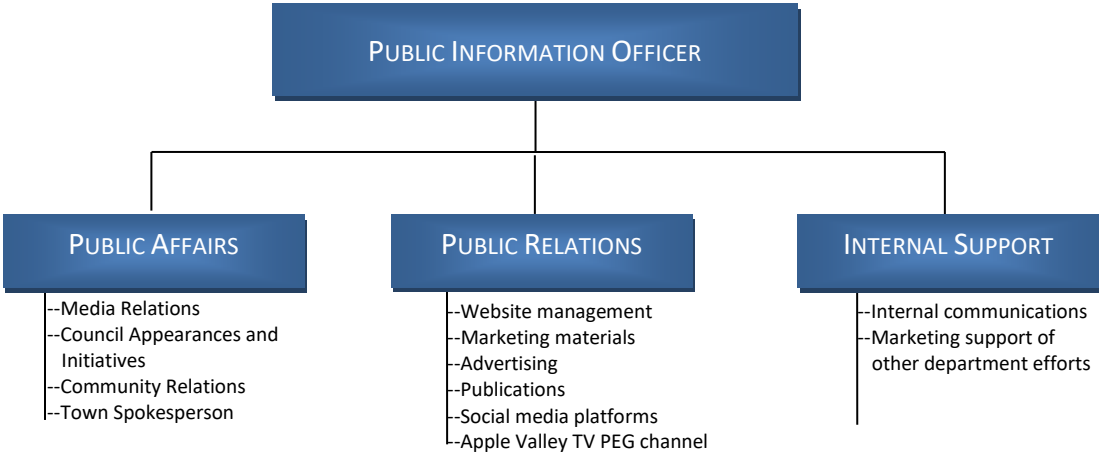 PUBLIC INFORMATION OFFICER
PUBLIC AFFAIRS
--Media Relations
--Council Appearances and
Initiatives
--Community Relations
--Town Spokesperson
PUBLIC RELATIONS
--Website management
--Marketing materials
--Advertising
--Publications
--Social media platforms
--Apple Valley TV PEG channel
INTERNAL SUPPORT
--Internal communications
--Marketing support of
other department efforts